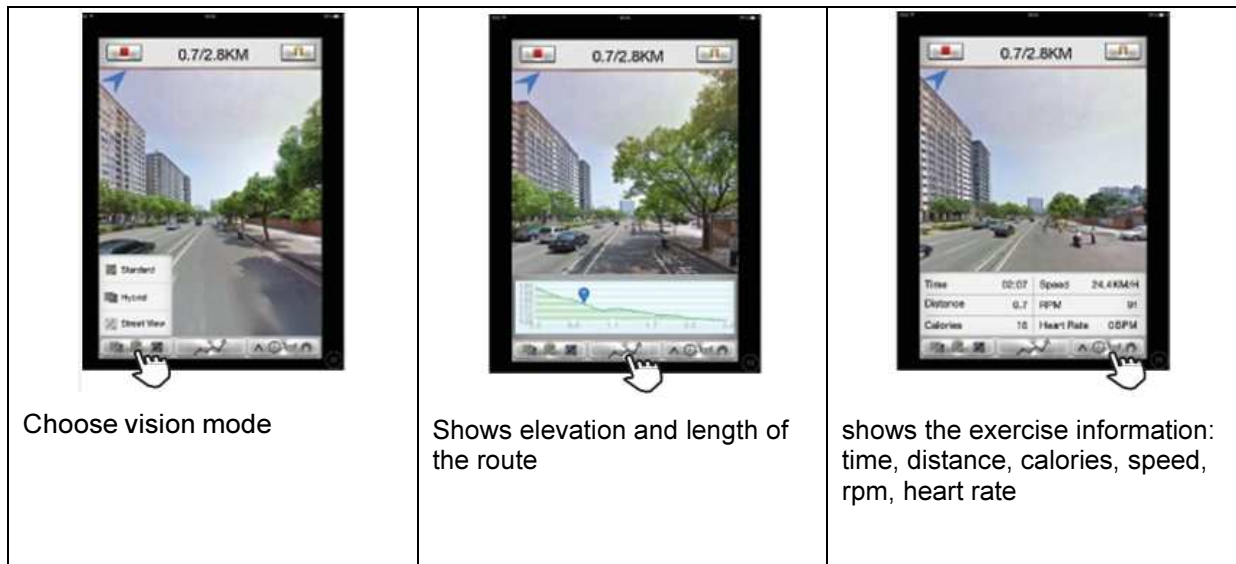 0.7/2.8KM
Standard
Hybrid
Street View
Choose vision mode
0.7/2.8KM
Shows elevation and length of
the route
0.7/2.8KM
Time 02:07 Speed 24.4KM/H
Distance 0.7 RPM 91
Calories 16 Heart Rate 0BPM
shows the exercise information:
time, distance, calories, speed,
rpm, heart rate